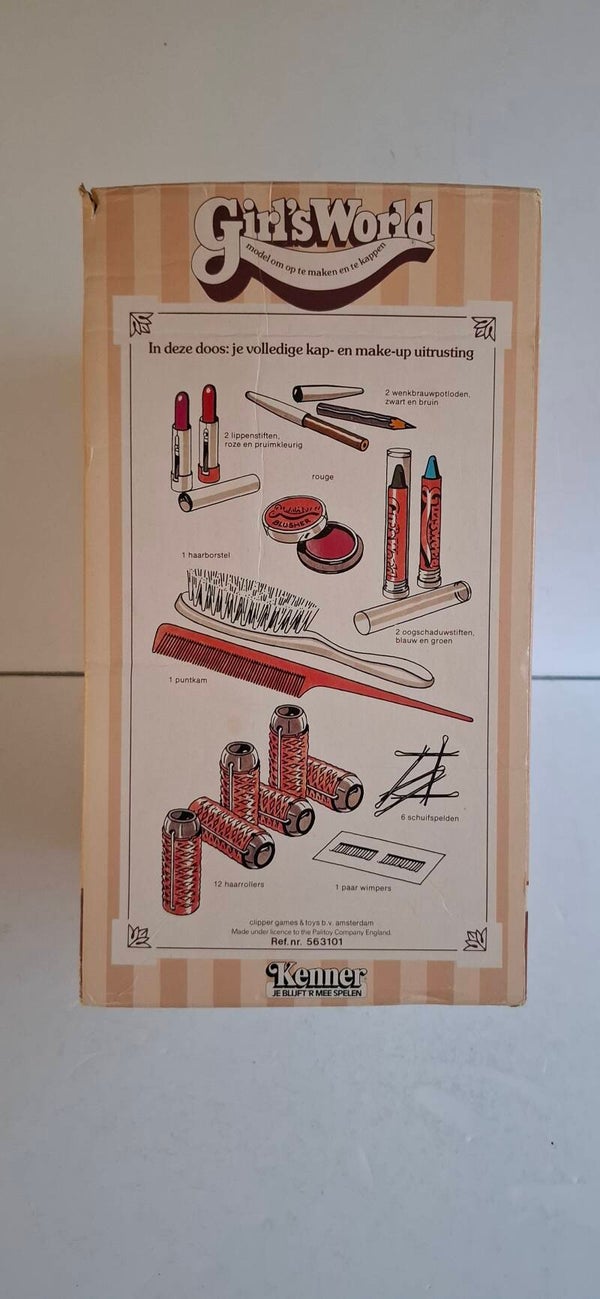 Girl'sWorld
model om op te maken en te kappen
In deze doos: je volledige kap- en make-up uitrusting
2 wenkbrauwpotloden,
zwart en bruin
2 lippenstiften,
roze en pruimkleurig
rouge
BLUSHER
Girl'sWorld
1 haarborstel
2 oogschaduwstiften,
blauw en groen
1 puntkam
6 schuifspelden
12 haarrollers
1 paar wimpers
clipper games & toys b.v. amsterdam
Made under licence to the Palitoy Company England.
Ref. nr. 563101
Kenner
JE BLIJFT 'R MEE SPELEN